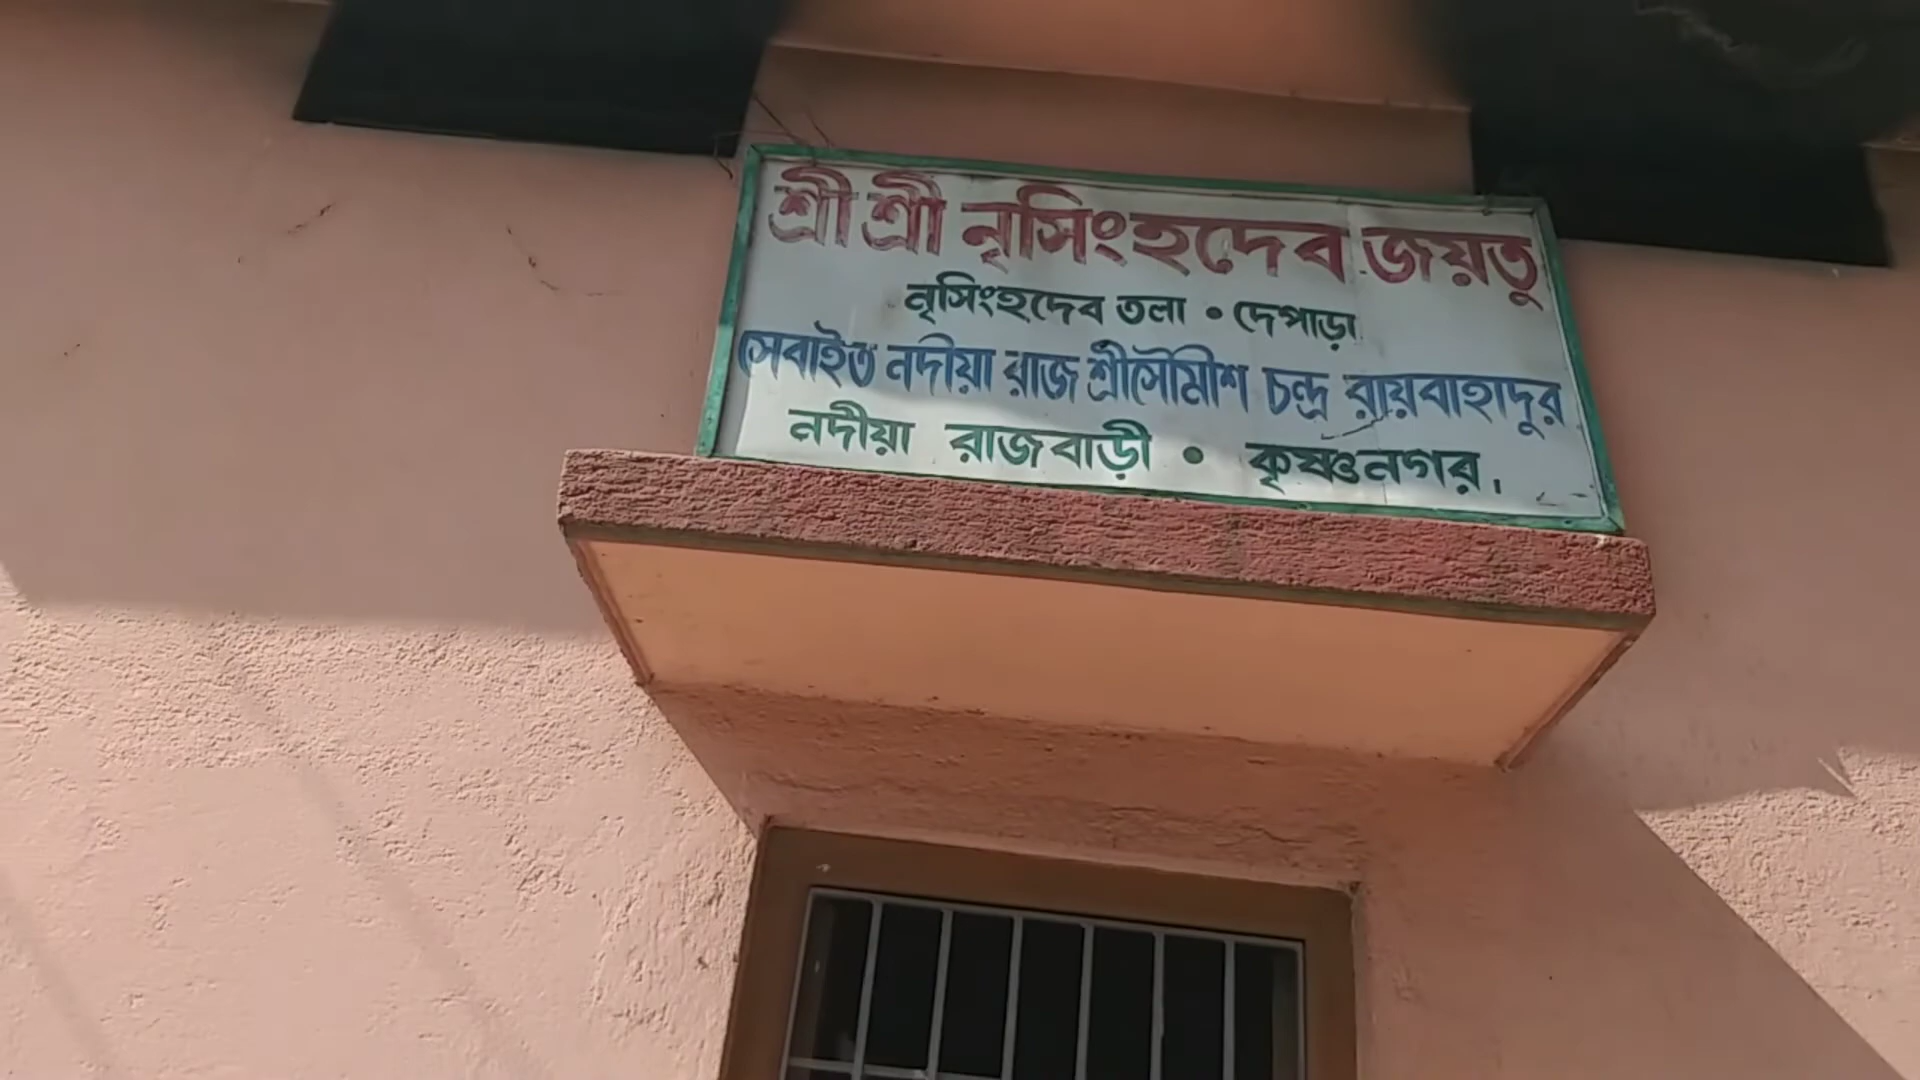 শ্রী শ্রী নৃসিংহদেব জয়তু
নৃসিংহদেব তলা • দেপাড়া
সেবাইত নদীয়া রাজ শ্রীসৌমীশ চন্দ্র রায়বাহাদুর
নদীয়া রাজবাড়ী • কৃষ্ণনগর.